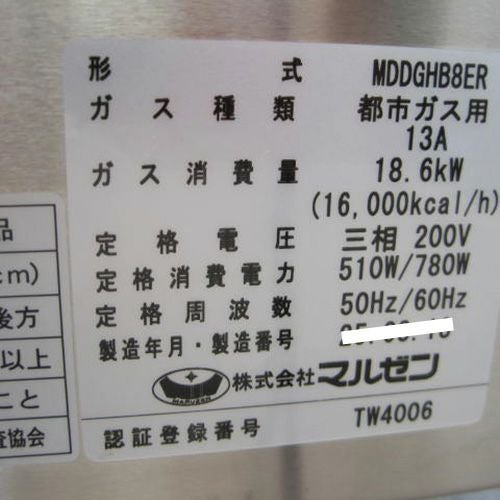 形式 MDDGHB8ER
ガス種類 都市ガス用
13A
ガス消費量 18.6kW
(16,000kcal/h)
定格電圧 三相 200V
定格消費電力 510W/780W
定格周波数 50Hz/60Hz
製造年月・製造番号
MARUZEN 株式会社マルゼン
認証登録番号 TW4006
品
cm)
後方
以上
こと
査協会